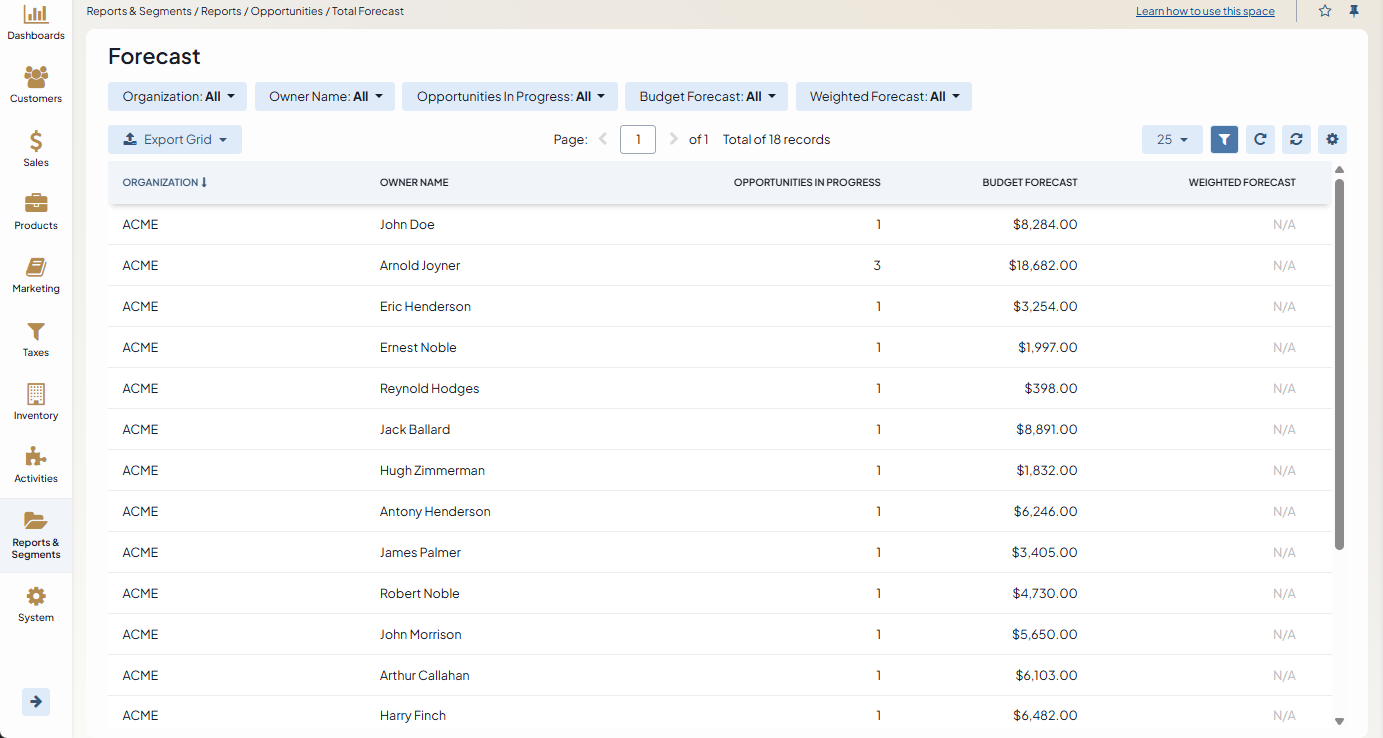 Reports & Segments / Reports / Opportunities / Total Forecast
Learn how to use this space
Dashboards
Customers
Sales
Products
Marketing
Taxes
Inventory
Activities
Reports &
Segments
System
Forecast
Organization: All
Owner Name: All
Opportunities In Progress: All
Budget Forecast: All
Weighted Forecast: All
Export Grid
Page: 1 of 1 Total of 18 records
25
ORGANIZATION OWNER NAME OPPORTUNITIES IN PROGRESS BUDGET FORECAST WEIGHTED FORECAST
ACME John Doe 1 $8,284.00 N/A
ACME Arnold Joyner 3 $18,682.00 N/A
ACME Eric Henderson 1 $3,254.00 N/A
ACME Ernest Noble 1 $1,997.00 N/A
ACME Reynold Hodges 1 $398.00 N/A
ACME Jack Ballard 1 $8,891.00 N/A
ACME Hugh Zimmerman 1 $1,832.00 N/A
ACME Antony Henderson 1 $6,246.00 N/A
ACME James Palmer 1 $3,405.00 N/A
ACME Robert Noble 1 $4,730.00 N/A
ACME John Morrison 1 $5,650.00 N/A
ACME Arthur Callahan 1 $6,103.00 N/A
ACME Harry Finch 1 $6,482.00 N/A